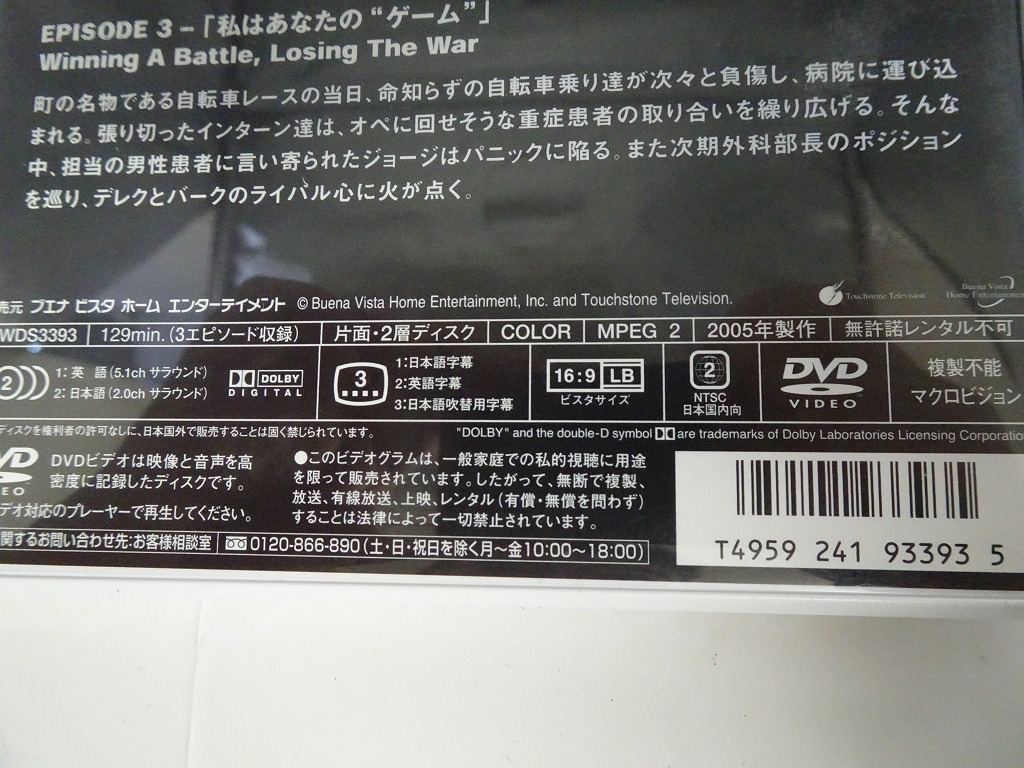 EPISODE 3 –「私はあなたの“ゲーム”」
Winning A Battle, Losing The War
町の名物である自転車レースの当日、命知らずの自転車乗り達が次々と負傷し、病院に運び込
まれる。張り切ったインターン達は、オペに回せそうな重症患者の取り合いを繰り広げる。そんな
中、担当の男性患者に言い寄られたジョージはパニックに陥る。また次期外科部長のポジション
を巡り、デレクとバークのライバル心に火が点く。
売元 ブエナ ビスタ ホーム エンターテイメント © Buena Vista Home Entertainment, Inc. and Touchstone Television.
Touchstone Television
Buena Vista
Home Entertainment
WDS3393 129min.(3エピソード収録) 片面・2層ディスク COLOR MPEG 2 2005年製作 無許諾レンタル不可
2 1: 英 語 (5.1ch サラウンド)
2: 日本語 (2.0ch サラウンド)
DOLBY
DIGITAL
3
1:日本語字幕
2:英語字幕
3:日本語吹替用字幕
16:9 LB
ビスタサイズ
2
NTSC
日本国内向
DVD
VIDEO
複製不能
マクロビジョン
ディスクを権利者の許可なしに、日本国外で販売することは固く禁じられています。
"DOLBY" and the double-D symbol are trademarks of Dolby Laboratories Licensing Corporatio
DVDビデオは映像と音声を高
密度に記録したディスクです。
デオ対応のプレーヤーで再生してください。
●このビデオグラムは、一般家庭での私的視聴に用途
を限って販売されています。したがって、無断で複製、
放送、有線放送、上映、レンタル(有償・無償を問わず)
することは法律によって一切禁止されています。
関するお問い合わせ先:お客様相談室 0120-866-890(土・日・祝日を除く月〜金10:00〜18:00)
T4959 241 93393 5